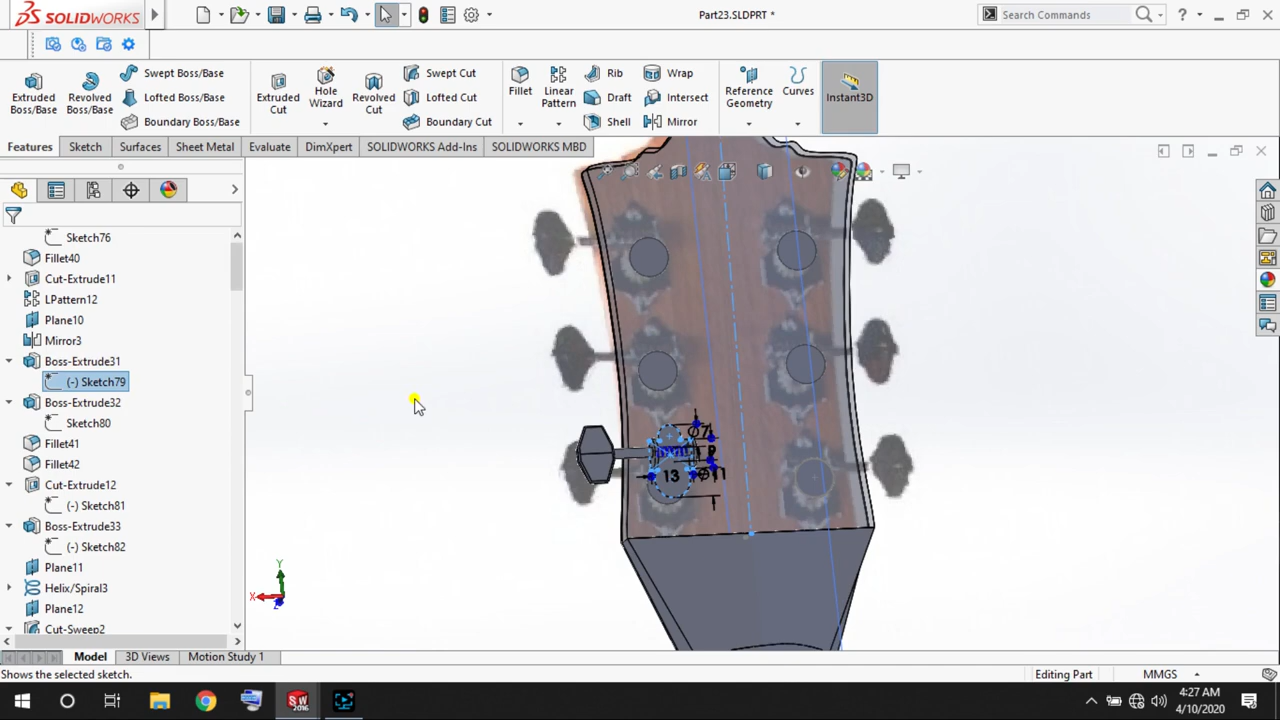 SOLIDWORKS
Part23.SLDPRT *
Search Commands
?
Extruded Boss/Base
Revolved Boss/Base
Swept Boss/Base
Lofted Boss/Base
Boundary Boss/Base
Extruded Cut
Hole Wizard
Revolved Cut
Swept Cut
Lofted Cut
Boundary Cut
Fillet
Linear Pattern
Rib
Draft
Shell
Wrap
Intersect
Mirror
Reference Geometry
Curves
Instant3D
Features
Sketch
Surfaces
Sheet Metal
Evaluate
DimXpert
SOLIDWORKS Add-Ins
SOLIDWORKS MBD
Sketch76
Fillet40
Cut-Extrude11
LPattern12
Plane10
Mirror3
Boss-Extrude31
(-) Sketch79
Boss-Extrude32
Sketch80
Fillet41
Fillet42
Cut-Extrude12
(-) Sketch81
Boss-Extrude33
(-) Sketch82
Plane11
Helix/Spiral3
Plane12
Cut-Sweep2
Ø7
13
Ø11
Y
X
Z
Model
3D Views
Motion Study 1
Shows the selected sketch.
Editing Part
MMGS
SW
2016
4:27 AM
4/10/2020